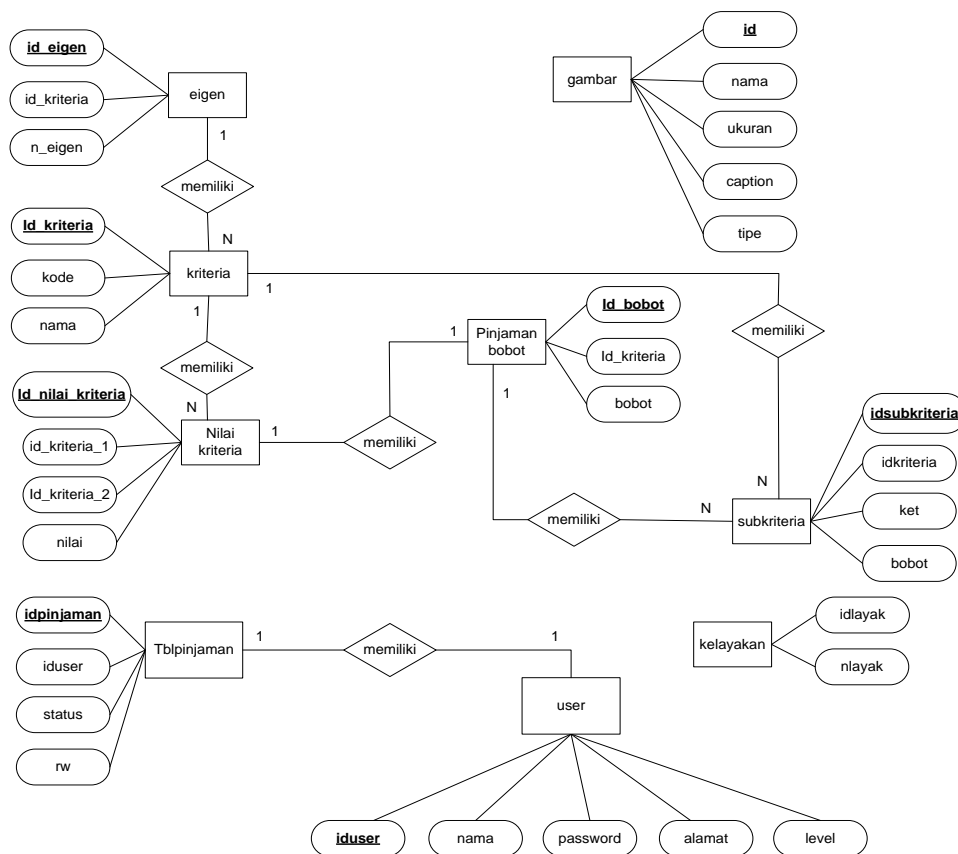 id_eigen
id_kriteria
n_eigen
eigen
1
memiliki
N
id
nama
ukuran
caption
tipe
gambar
Id_kriteria
kode
nama
kriteria
1
1
memiliki
N
memiliki
N
Id_nilai_kriteria
id_kriteria_1
Id_kriteria_2
nilai
Nilai
kriteria
1
memiliki
1
Pinjaman
bobot
Id_bobot
Id_kriteria
bobot
1
memiliki
N
subkriteria
idsubkriteria
idkriteria
ket
bobot
idpinjaman
iduser
status
rw
Tblpinjaman
1
memiliki
1
user
kelayakan
idlayak
nlayak
iduser
nama
password
alamat
level